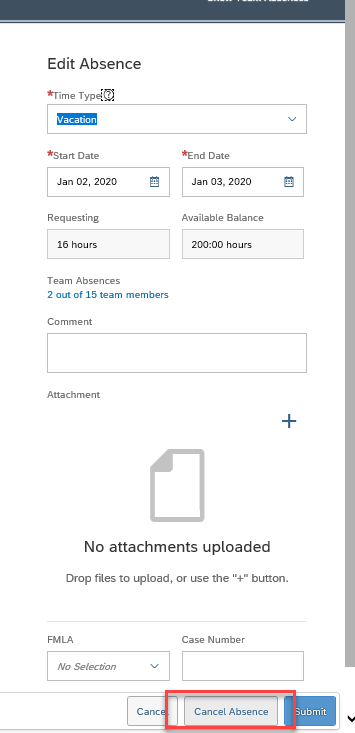 Edit Absence
*Time Type
Vacation
*Start Date *End Date
Jan 02, 2020 Jan 03, 2020
Requesting Available Balance
16 hours 200:00 hours
Team Absences
2 out of 15 team members
Comment
Attachment
+
No attachments uploaded
Drop files to upload, or use the "+" button.
FMLA Case Number
No Selection
Cancel Absence Submit